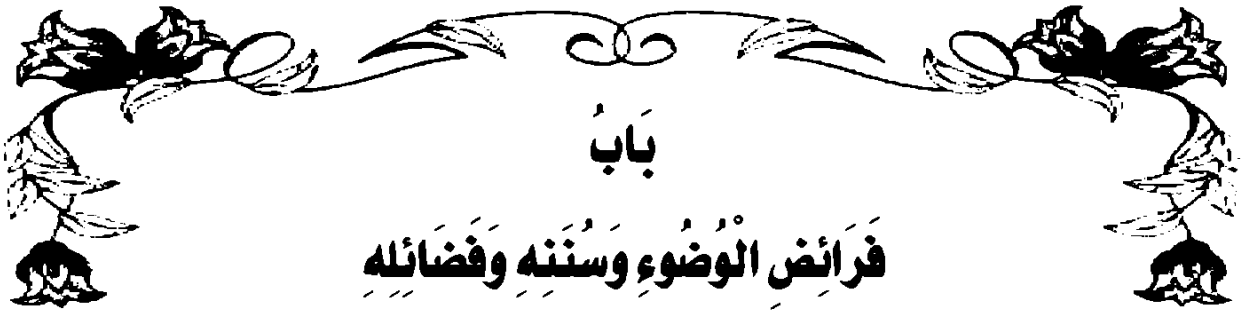 بَابُ
فَرَائِضِ الْوُضُوءِ وَسُنَنِهِ وَفَضَائِلِهِ